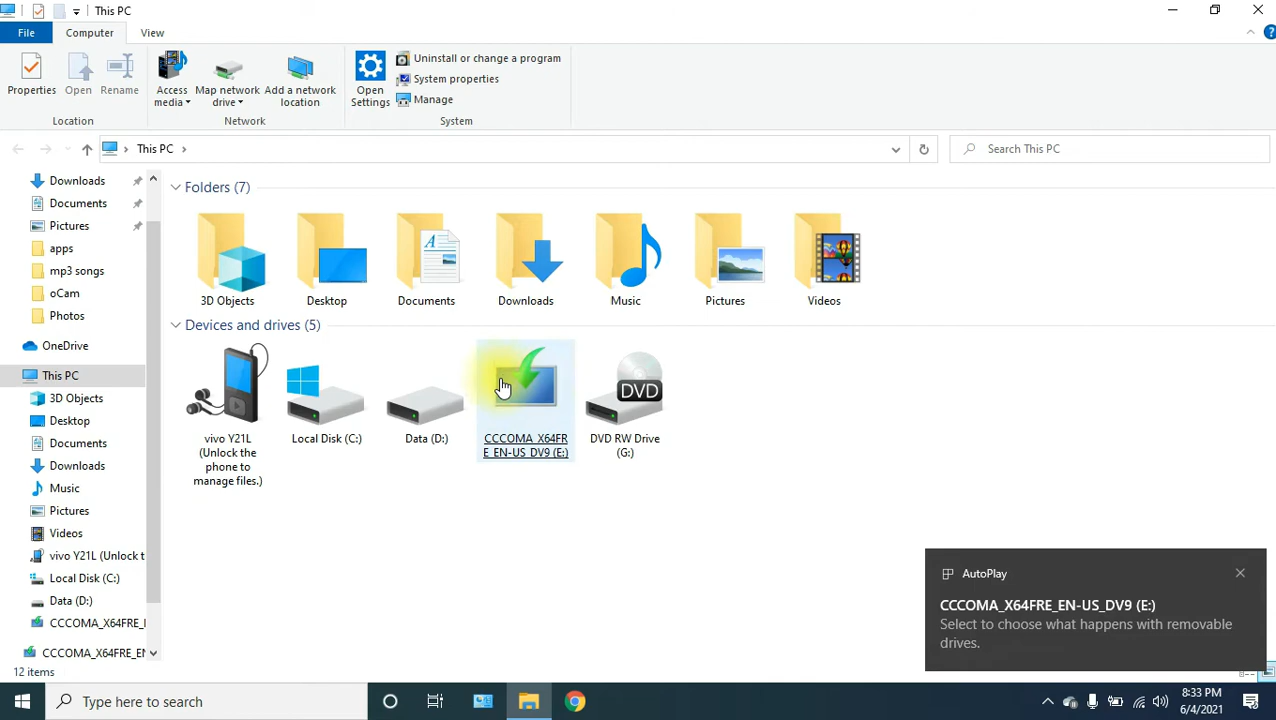 This PC
File
Computer
View
Properties
Open
Rename
Access
media
Map network
drive
Add a network
location
Open
Settings
Uninstall or change a program
System properties
Manage
Location
Network
System
This PC
Search This PC
Downloads
Documents
Pictures
apps
mp3 songs
oCam
Photos
OneDrive
This PC
3D Objects
Desktop
Documents
Downloads
Music
Pictures
Videos
vivo Y21L (Unlock t
Local Disk (C:)
Data (D:)
CCCOMA_X64FRE_I
CCCOMA_X64FRE_EN
Folders (7)
3D Objects
Desktop
Documents
Downloads
Music
Pictures
Videos
Devices and drives (5)
vivo Y21L
(Unlock the
phone to
manage files.)
Local Disk (C:)
Data (D:)
CCCOMA_X64FR
E_EN-US_DV9 (E:)
DVD
DVD RW Drive
(G:)
AutoPlay
CCCOMA_X64FRE_EN-US_DV9 (E:)
Select to choose what happens with removable
drives.
12 items
Type here to search
8:33 PM
6/4/2021